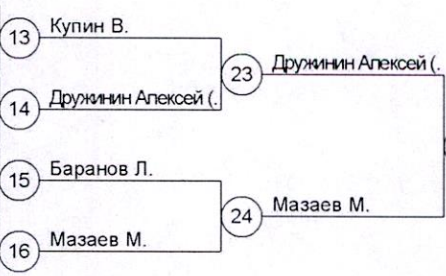 13 Купин В.
14 Дружинин Алексей (.
23 Дружинин Алексей (.
15 Баранов Л.
16 Мазаев М.
24 Мазаев М.